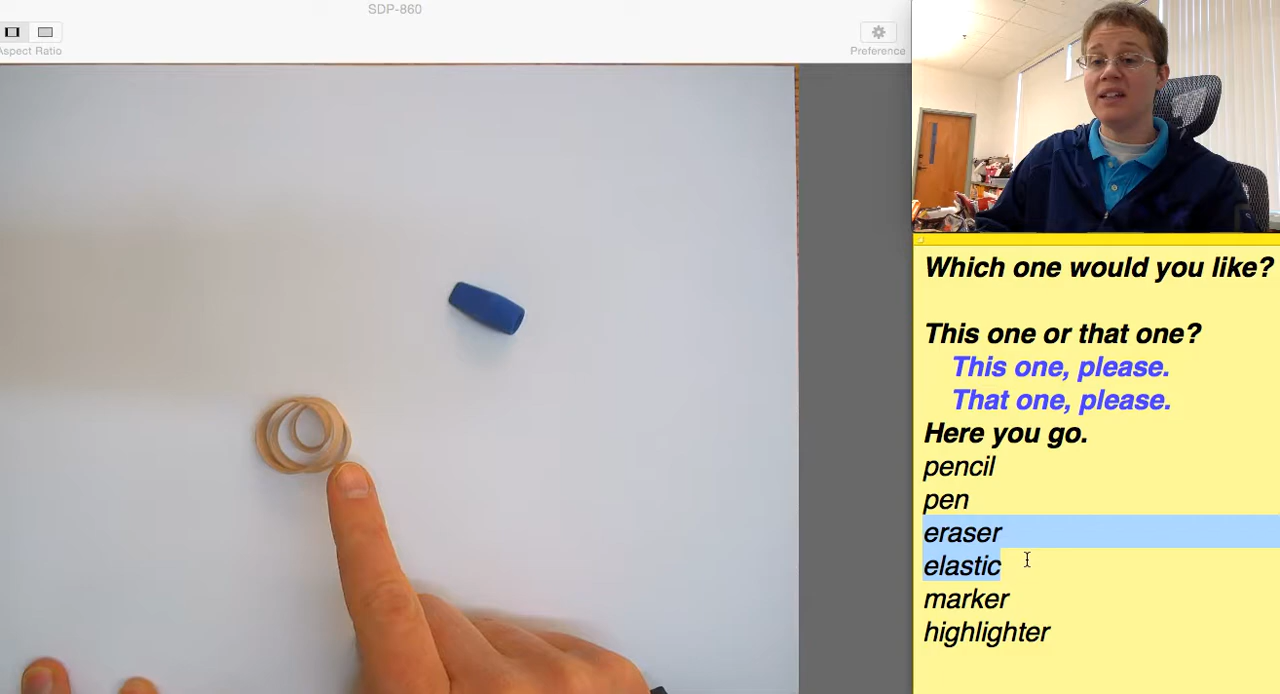 SDP-860
Aspect Ratio
Preference
Which one would you like?
This one or that one?
This one, please.
That one, please.
Here you go.
pencil
pen
eraser
elastic
marker
highlighter